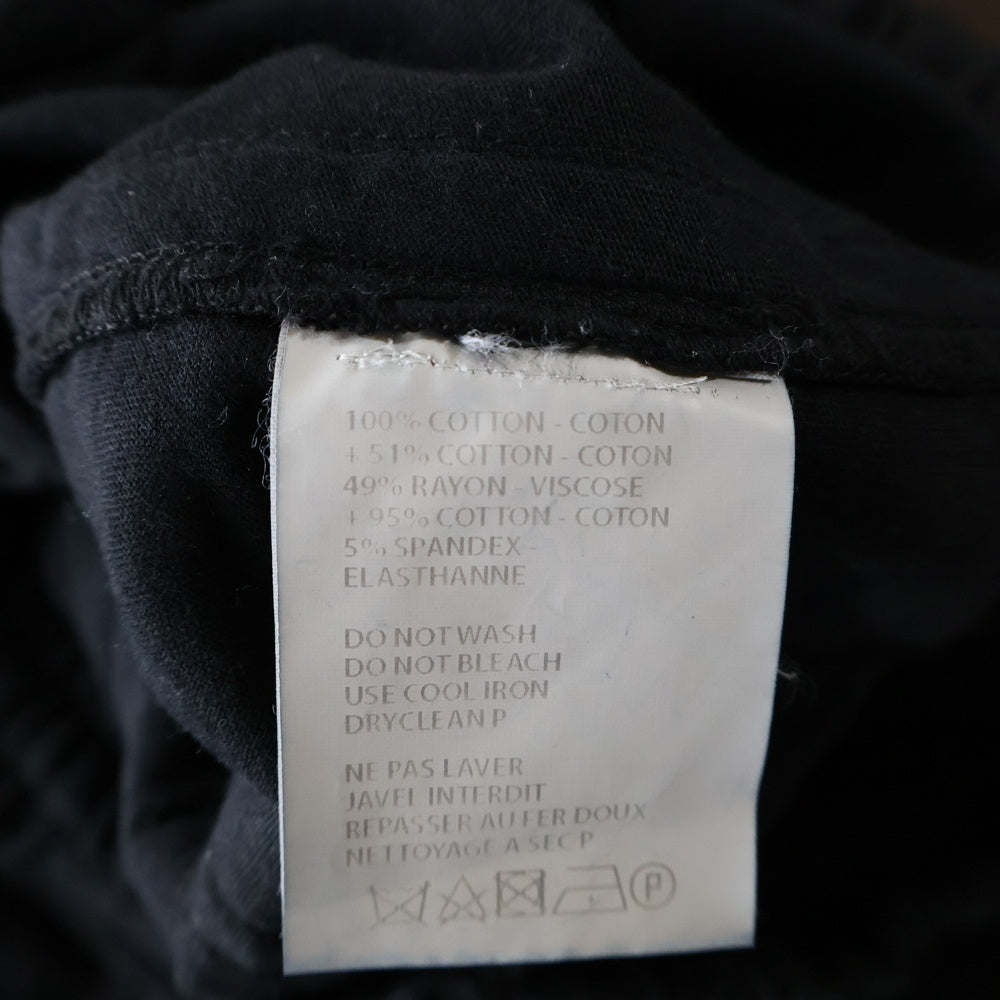 100% COTTON - COTON
+ 51% COTTON - COTON
49% RAYON - VISCOSE
+ 95% COTTON - COTON
5% SPANDEX -
ELASTHANNE
DO NOT WASH
DO NOT BLEACH
USE COOL IRON
DRYCLEAN P
NE PAS LAVER
JAVEL INTERDIT
REPASSER AU FER DOUX
NETTOYAGE A SEC P
P